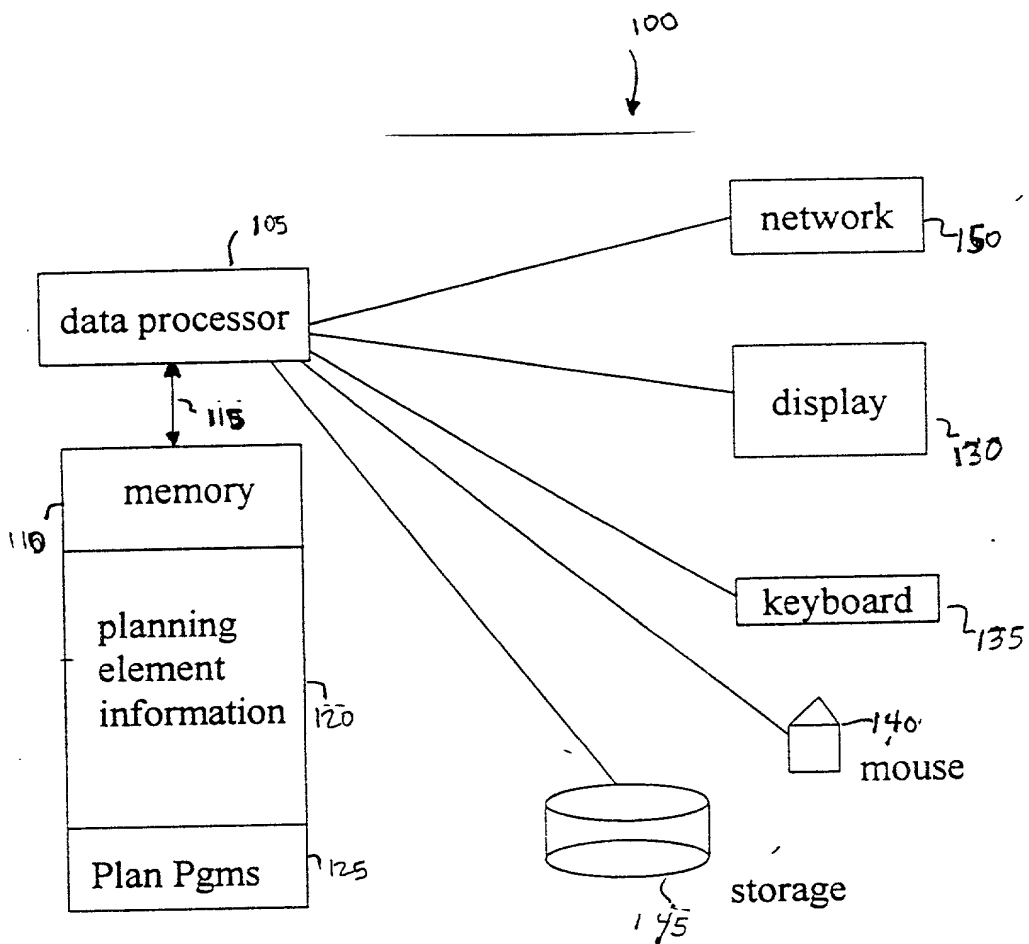 100
105
network
150
data processor
115
display
130
memory
110
keyboard
135
planning
element
information
120
140
mouse
Plan Pgms
125
storage
145